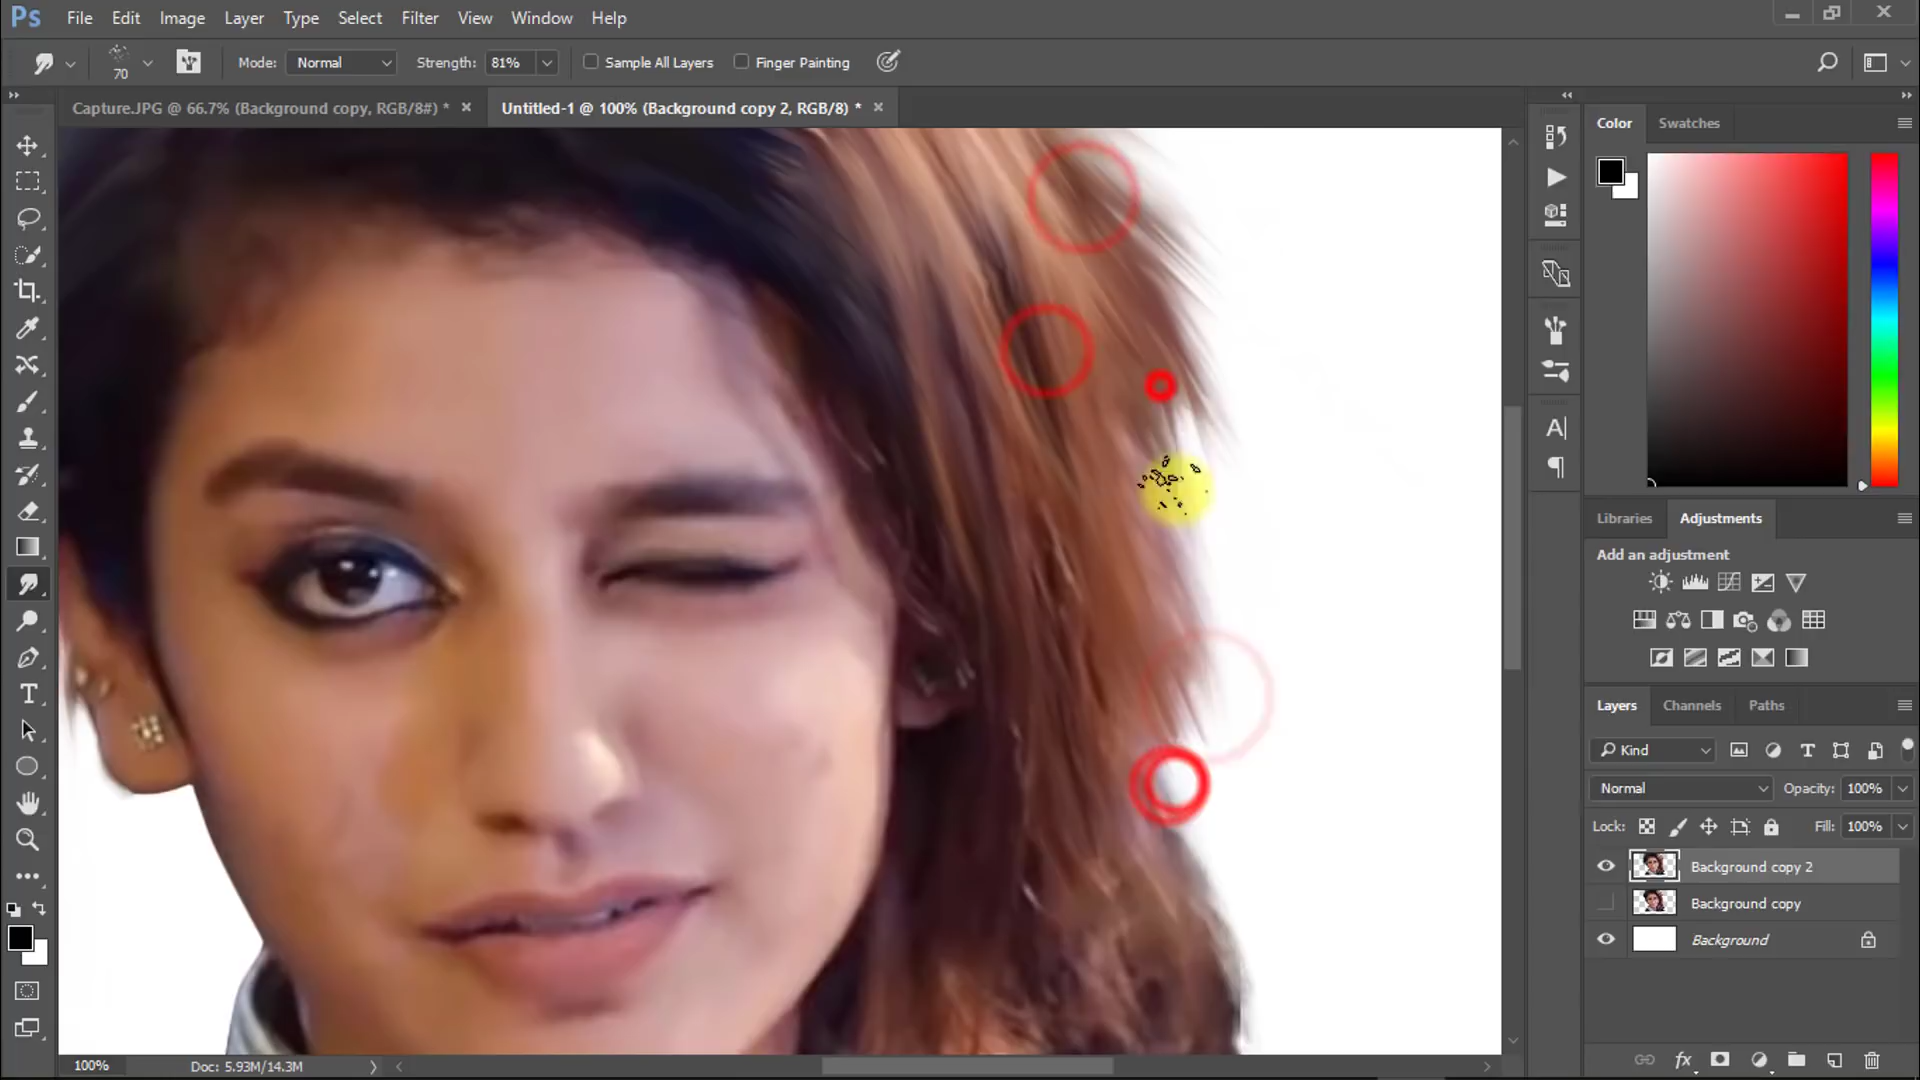 Ps File Edit Image Layer Type Select Filter View Window Help
70 Mode: Normal Strength: 81% Sample All Layers Finger Painting
Capture.JPG @ 66.7% (Background copy, RGB/8#) * Untitled-1 @ 100% (Background copy 2, RGB/8) *
Color Swatches
Libraries Adjustments
Add an adjustment
Layers Channels Paths
Kind
Normal Opacity: 100%
Lock: Fill: 100%
Background copy 2
Background copy
Background
100% Doc: 5.93M/14.3M